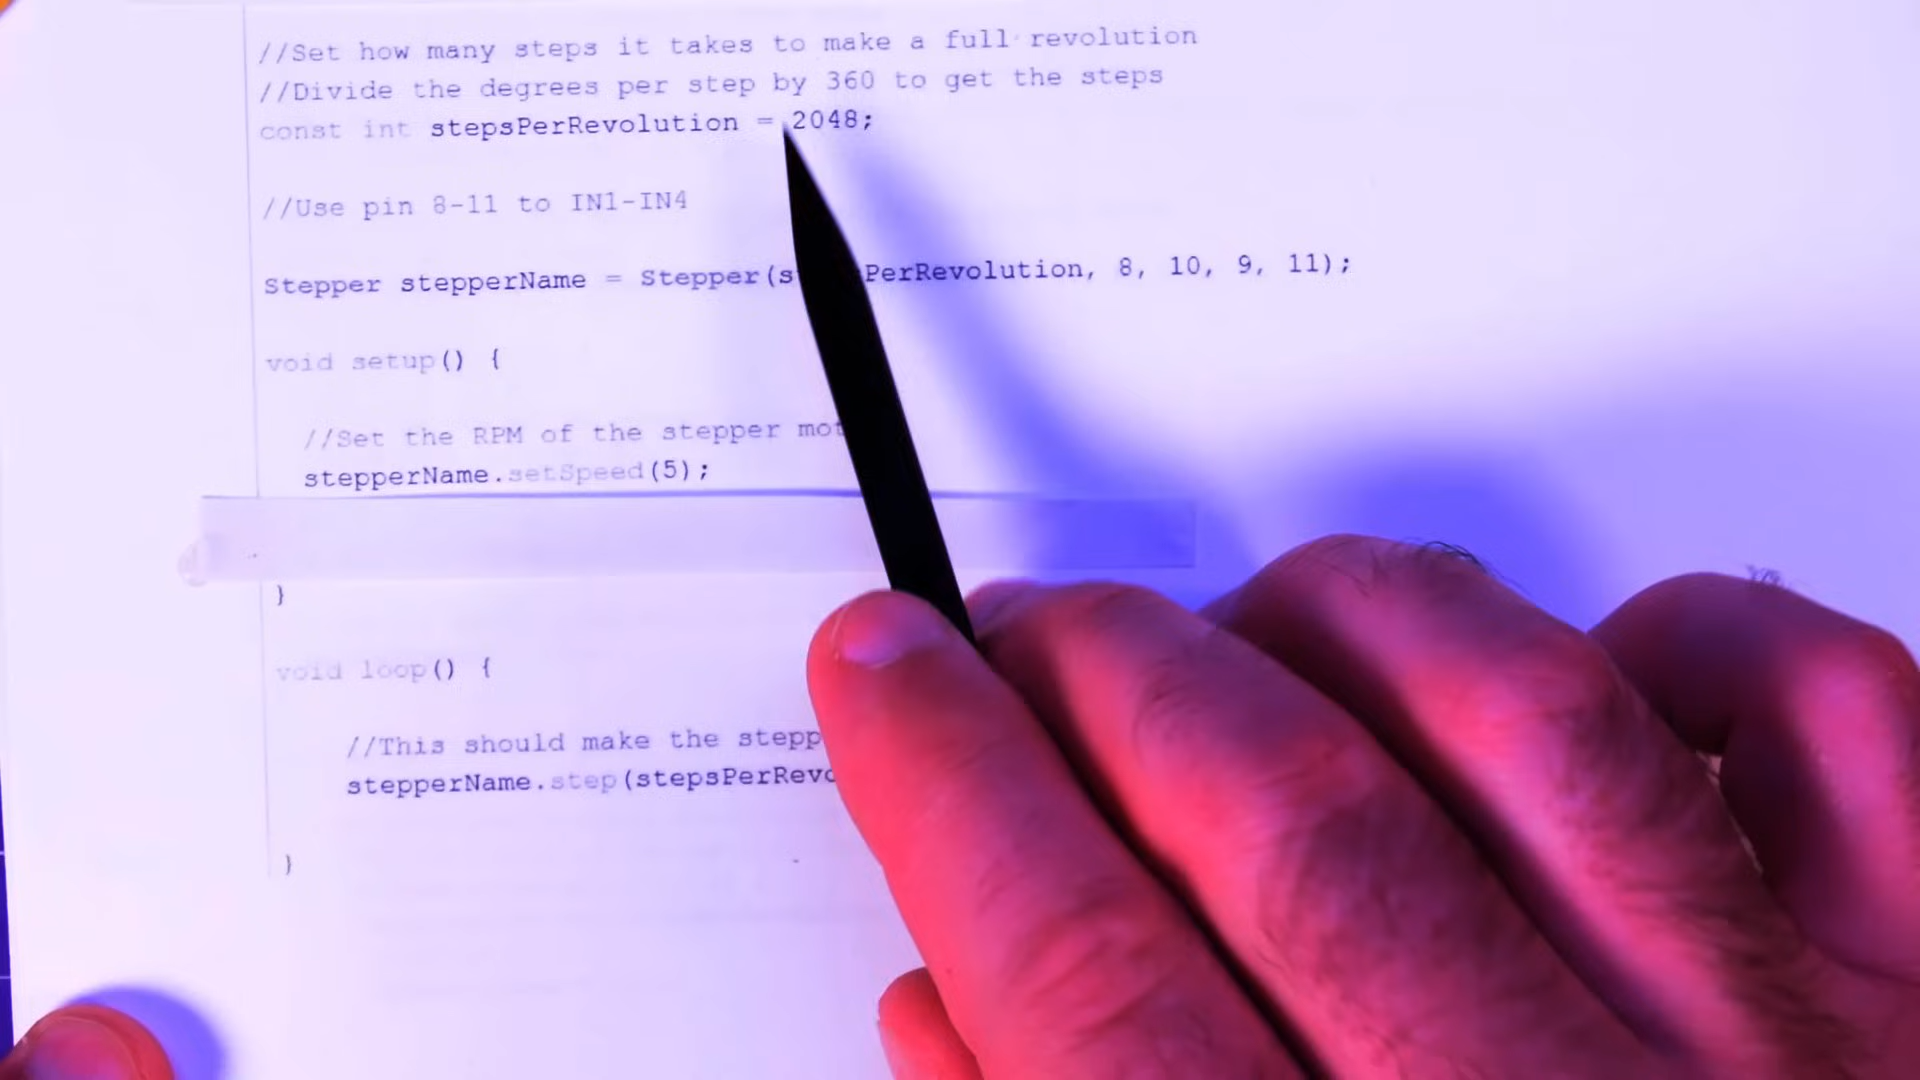 //Set how many steps it takes to make a full revolution
//Divide the degrees per step by 360 to get the steps
const int stepsPerRevolution = 2048;
//Use pin 8-11 to IN1-IN4
Stepper stepperName = Stepper(s PerRevolution, 8, 10, 9, 11);
void setup() {
//Set the RPM of the stepper mot
stepperName.setSpeed(5);
}
void loop() {
//This should make the stepp
stepperName.step(stepsPerRevo
}